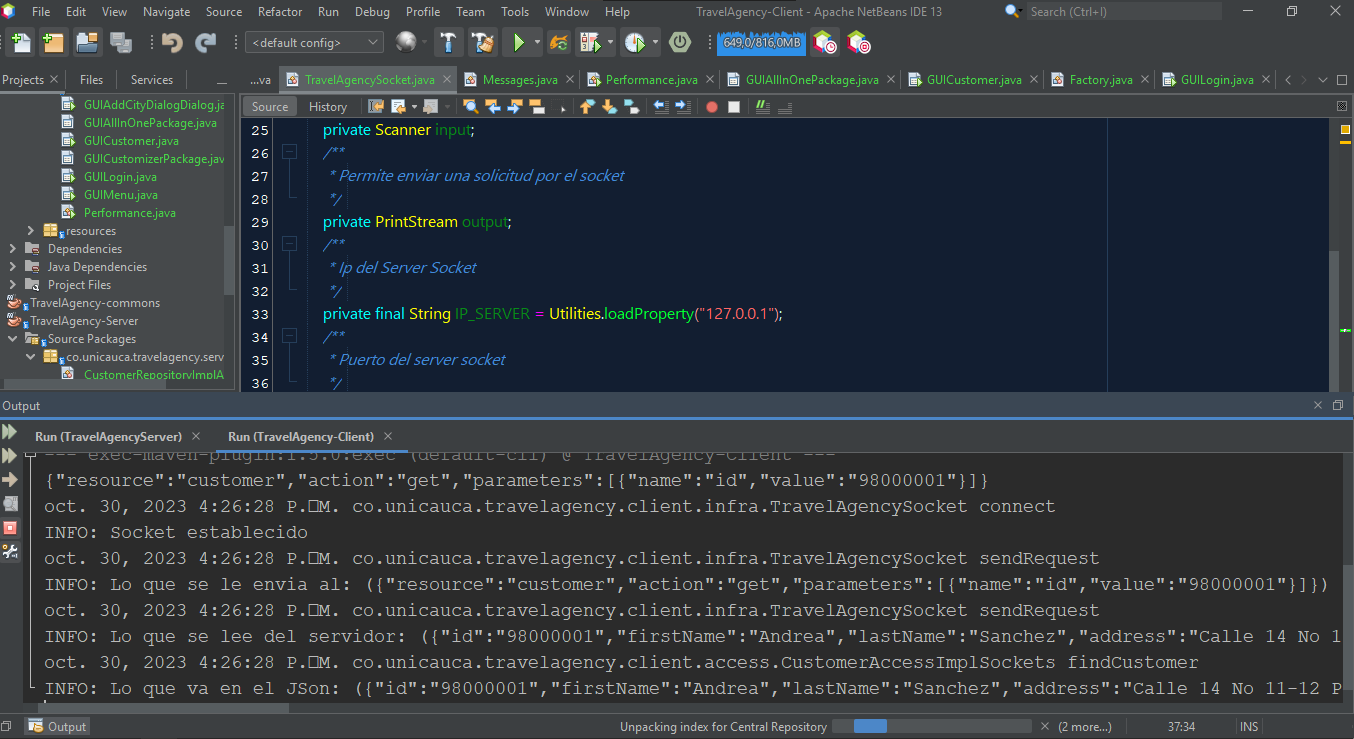 File Edit View Navigate Source Refactor Run Debug Profile Team Tools Window Help TravelAgency-Client - Apache NetBeans IDE 13 Search (Ctrl+I)
<default config> 649,0/816,0MB
Projects Files Services ...va TravelAgencySocket.java Messages.java Performance.java GUIAllInOnePackage.java GUICustomer.java Factory.java GUILogin.java
Source History
GUIAddCityDialogDialog.ja
GUIAllInOnePackage.java
GUICustomer.java
GUICustomizerPackage.jav
GUILogin.java
GUIMenu.java
Performance.java
resources
Dependencies
Java Dependencies
Project Files
TravelAgency-commons
TravelAgency-Server
Source Packages
co.unicauca.travelagency.serv
CustomerRepositoryImplA
25 private Scanner input;
26 /**
27 * Permite enviar una solicitud por el socket
28 */
29 private PrintStream output;
30 /**
31 * Ip del Server Socket
32 */
33 private final String IP_SERVER = Utilities.loadProperty("127.0.0.1");
34 /**
35 * Puerto del server socket
36 */
Output
Run (TravelAgencyServer) Run (TravelAgency-Client)
--- exec-maven-plugin:1.5.0:exec (default-cli) @ TravelAgency-Client ---
{"resource":"customer","action":"get","parameters":[{"name":"id","value":"98000001"}]}
oct. 30, 2023 4:26:28 P.□M. co.unicauca.travelagency.client.infra.TravelAgencySocket connect
INFO: Socket establecido
oct. 30, 2023 4:26:28 P.□M. co.unicauca.travelagency.client.infra.TravelAgencySocket sendRequest
INFO: Lo que se le envia al: ({"resource":"customer","action":"get","parameters":[{"name":"id","value":"98000001"}]})
oct. 30, 2023 4:26:28 P.□M. co.unicauca.travelagency.client.infra.TravelAgencySocket sendRequest
INFO: Lo que se lee del servidor: ({"id":"98000001","firstName":"Andrea","lastName":"Sanchez","address":"Calle 14 No 1
oct. 30, 2023 4:26:28 P.□M. co.unicauca.travelagency.client.access.CustomerAccessImplSockets findCustomer
INFO: Lo que va en el JSon: ({"id":"98000001","firstName":"Andrea","lastName":"Sanchez","address":"Calle 14 No 11-12 P
Output Unpacking index for Central Repository (2 more...) 37:34 INS